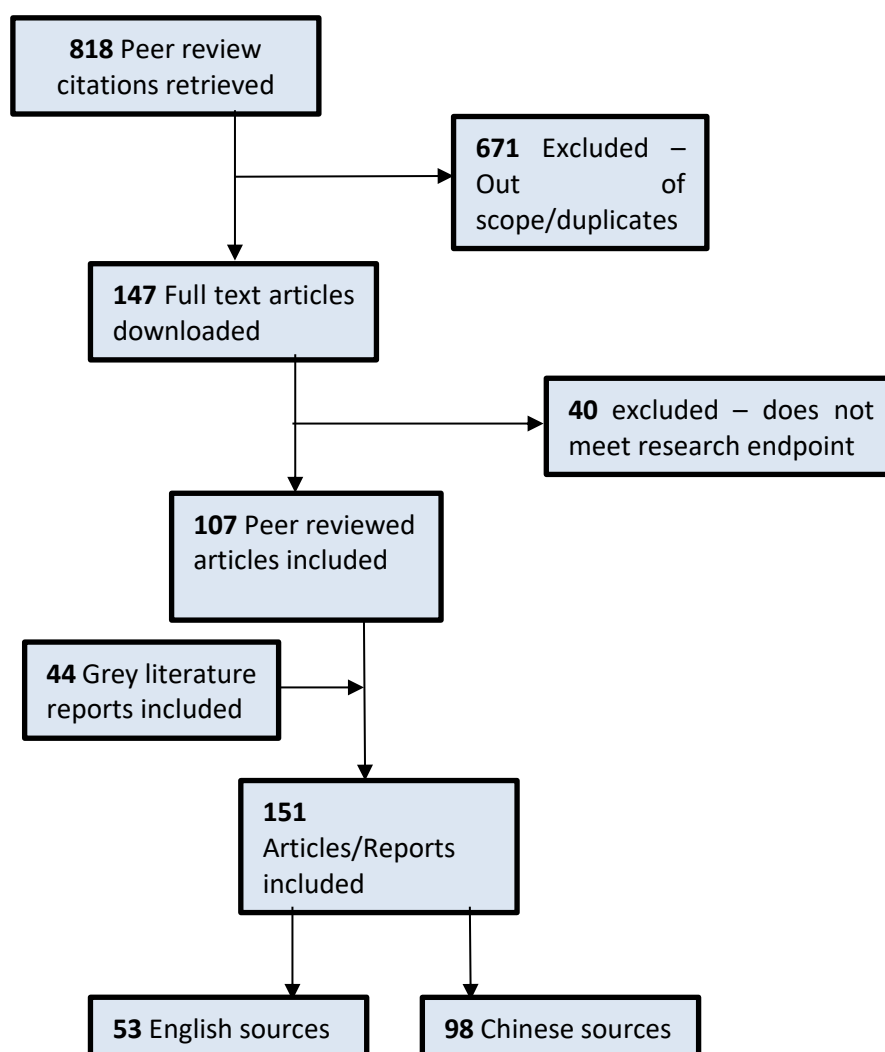 818 Peer review
citations retrieved
671 Excluded –
Out of
scope/duplicates
147 Full text articles
downloaded
40 excluded – does not
meet research endpoint
107 Peer reviewed
articles included
44 Grey literature
reports included
151
Articles/Reports
included
53 English sources
98 Chinese sources